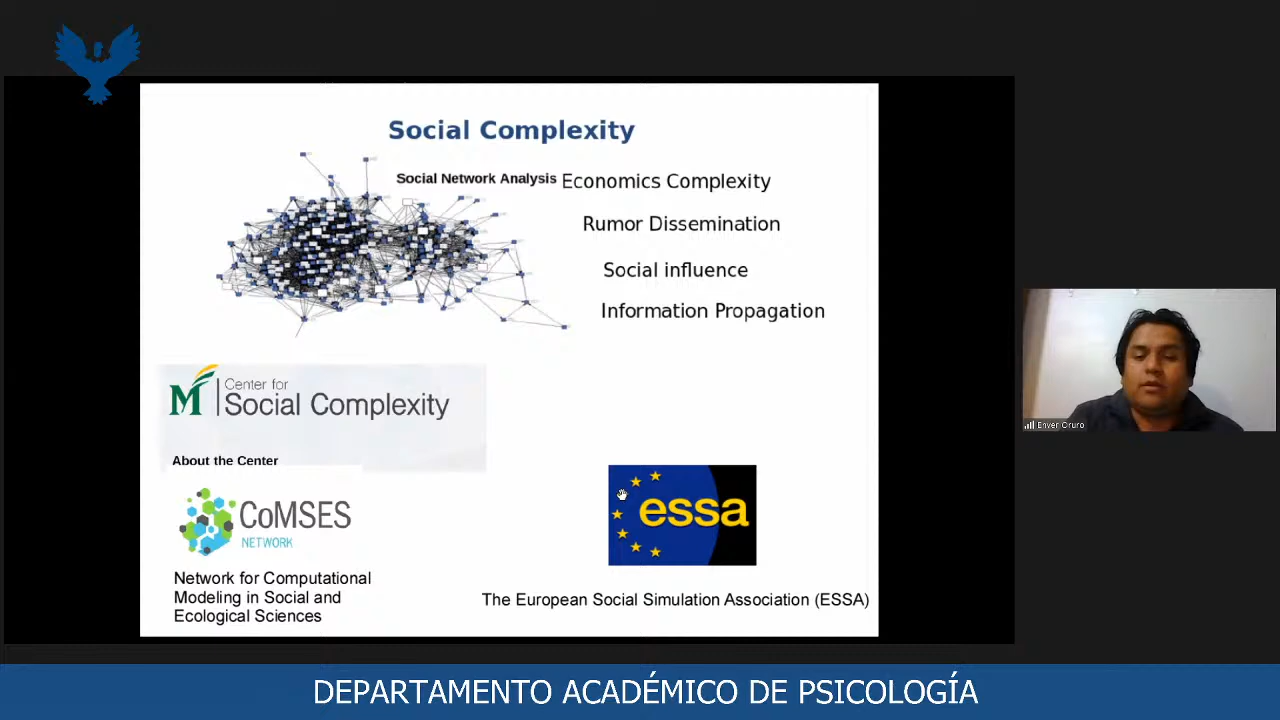 Social Complexity
Social Network Analysis
Economics Complexity
Rumor Dissemination
Social influence
Information Propagation
M
Center for
Social Complexity
About the Center
CoMSES
NETWORK
Network for Computational
Modeling in Social and
Ecological Sciences
essa
The European Social Simulation Association (ESSA)
Enver Oruro
DEPARTAMENTO ACADÉMICO DE PSICOLOGÍA